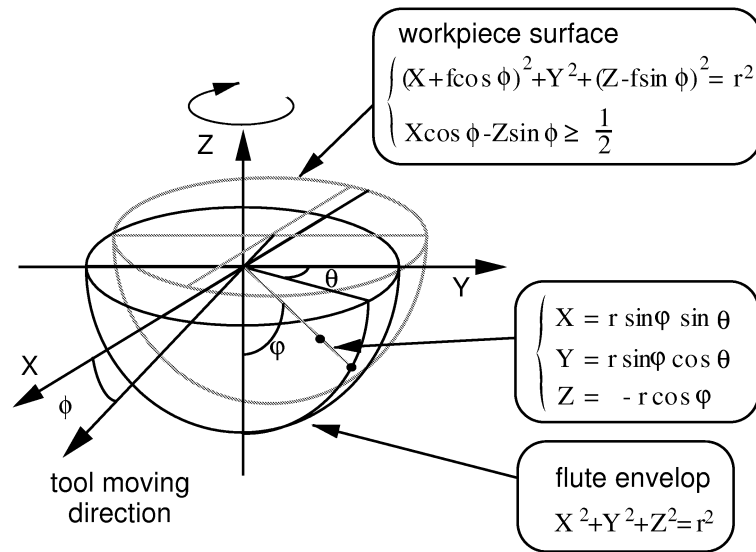 workpiece surface
(X+fcos ϕ)²+Y²+(Z-fsin ϕ)²= r²
Xcos ϕ-Zsin ϕ ≥ 1/2
Z
θ
Y
φ
X
ϕ
X = r sinφ sin θ
Y = r sinφ cos θ
Z = - r cos φ
tool moving
direction
flute envelop
X²+Y²+Z²=r²